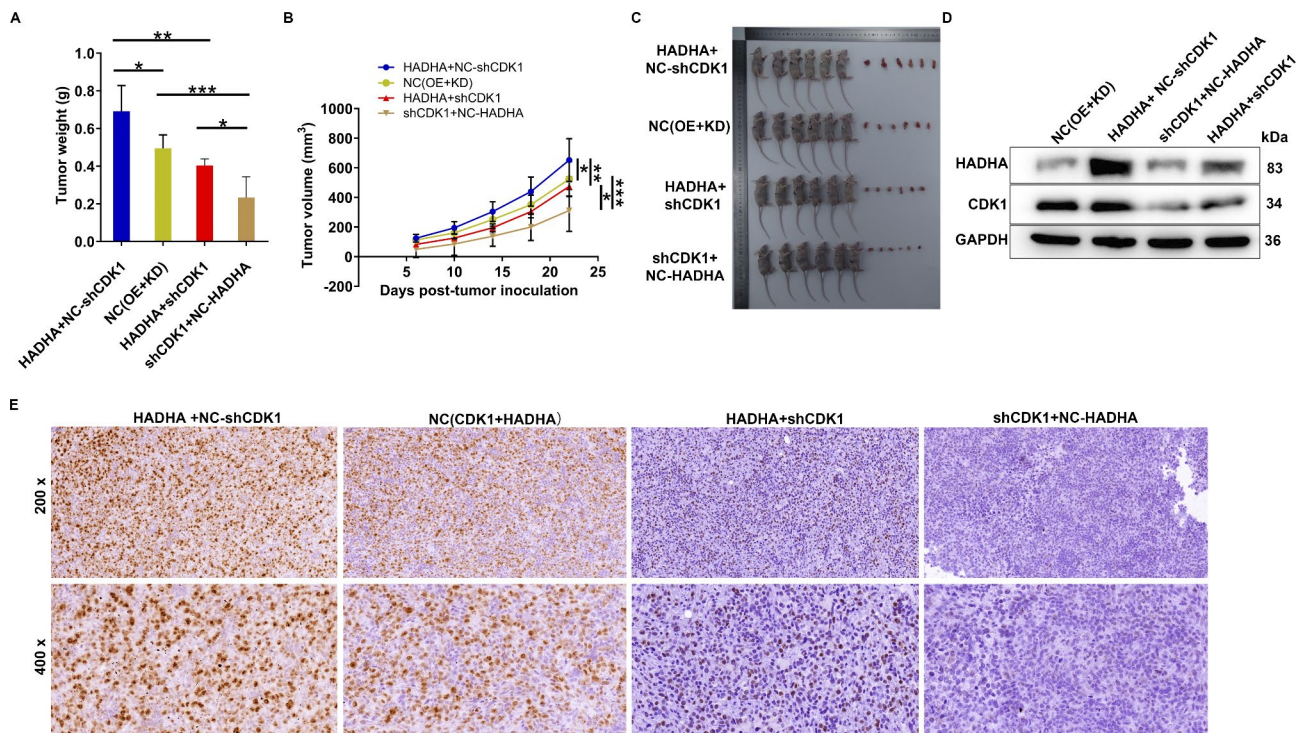 A
**
*
***
*
Tumor weight (g)
1.0
0.8
0.6
0.4
0.2
0.0
HADHA+NC-shCDK1
NC(OE+KD)
HADHA+shCDK1
shCDK1+NC-HADHA
B
HADHA+NC-shCDK1
NC(OE+KD)
HADHA+shCDK1
shCDK1+NC-HADHA
Tumor volume (mm³)
1000
800
600
400
200
0
-200
5
10
15
20
25
Days post-tumor inoculation
*
**
*
***
C
HADHA+
NC-shCDK1
NC(OE+KD)
HADHA+
shCDK1
shCDK1+
NC-HADHA
D
NC(OE+KD)
HADHA+ NC-shCDK1
shCDK1+NC-HADHA
HADHA+shCDK1
kDa
HADHA
83
CDK1
34
GAPDH
36
E
HADHA +NC-shCDK1
NC(CDK1+HADHA）
HADHA+shCDK1
shCDK1+NC-HADHA
200 x
400 x